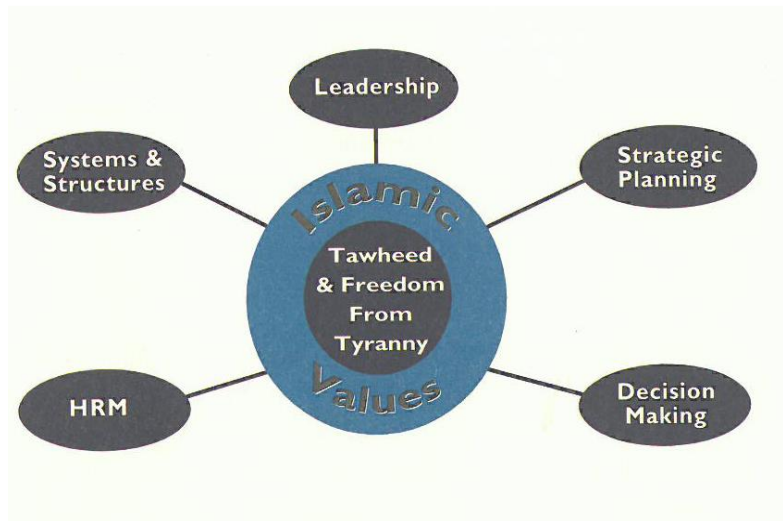 Leadership
Systems &
Structures
Strategic
Planning
Islamic
Tawheed
& Freedom
From
Tyranny
Values
HRM
Decision
Making